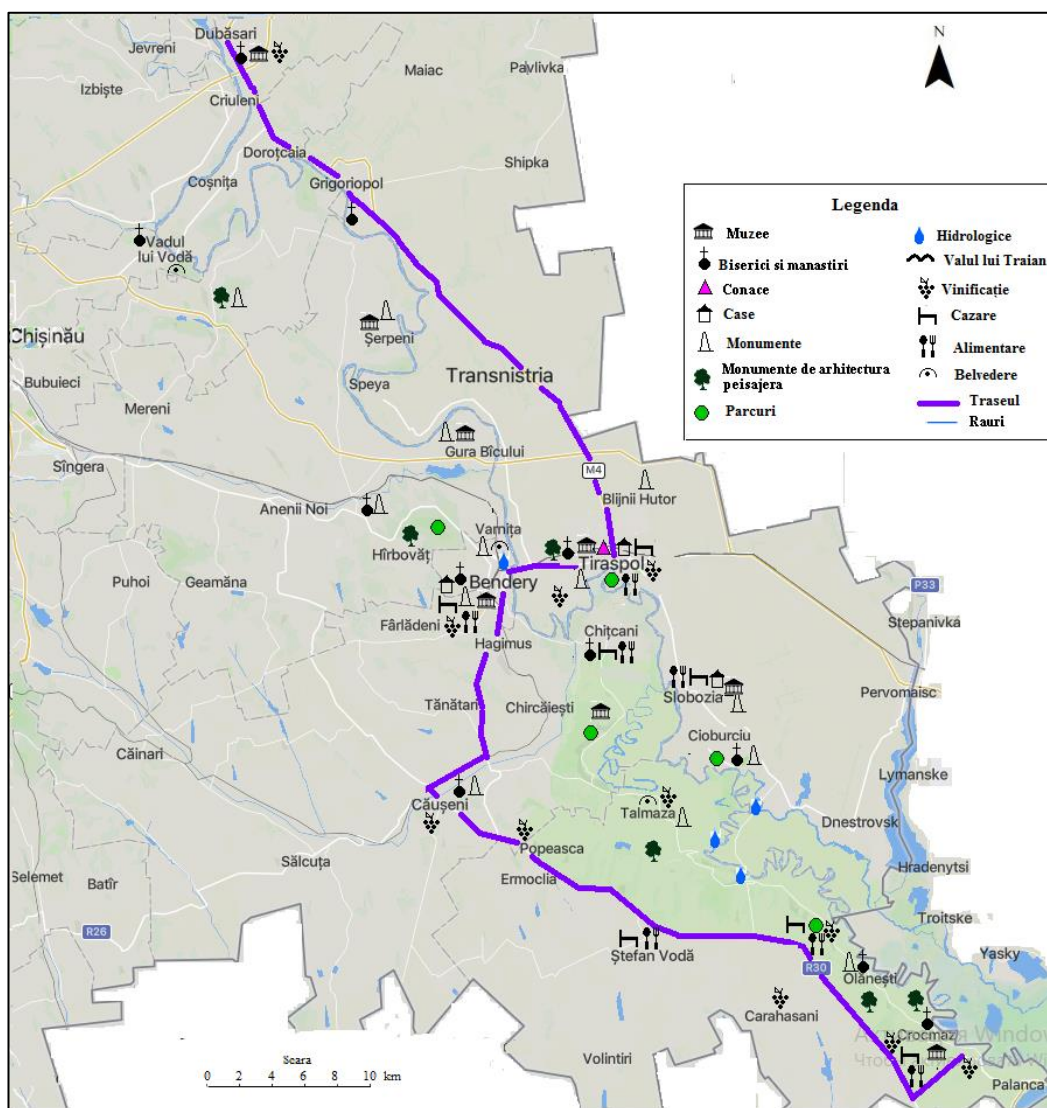 N
Dubăsari
Jevreni
Izbiște
Criuleni
Maiac
Pavlivka
Doroțcaia
Shipka
Coșnița
Grigoriopol
Vadul
lui Vodă
Chișinău
Șerpeni
Bubuieci
Transnistria
Speya
Mereni
Gura Bîcului
Sîngera
M4
Blijnii Hutor
Anenii Noi
Varnița
Hîrbovăț
Tiraspol
Puhoi
Geamăna
Bendery
P33
Stepanivka
Fârlădeni
Hagimus
Chițcani
Slobozia
Pervomaisc
Tănătari
Chircăiești
Cioburciu
Căinari
Lymanske
Căușeni
Talmaza
Dnestrovsk
Popeasca
Sălcuța
Ermoclia
Hradenytsi
Selemet
Batîr
Troitske
R26
Yasky
Ștefan Vodă
R30
Olănești
Carahasani
Crocmaz
Volintiri
Palanca
Legenda
Muzee
Biserici si manastiri
Conace
Case
Monumente
Monumente de arhitectura
peisajera
Parcuri
Hidrologice
Valul lui Traian
Vinificație
Cazare
Alimentare
Belvedere
Traseul
Rauri
Scara
0 2 4 6 8 10 km